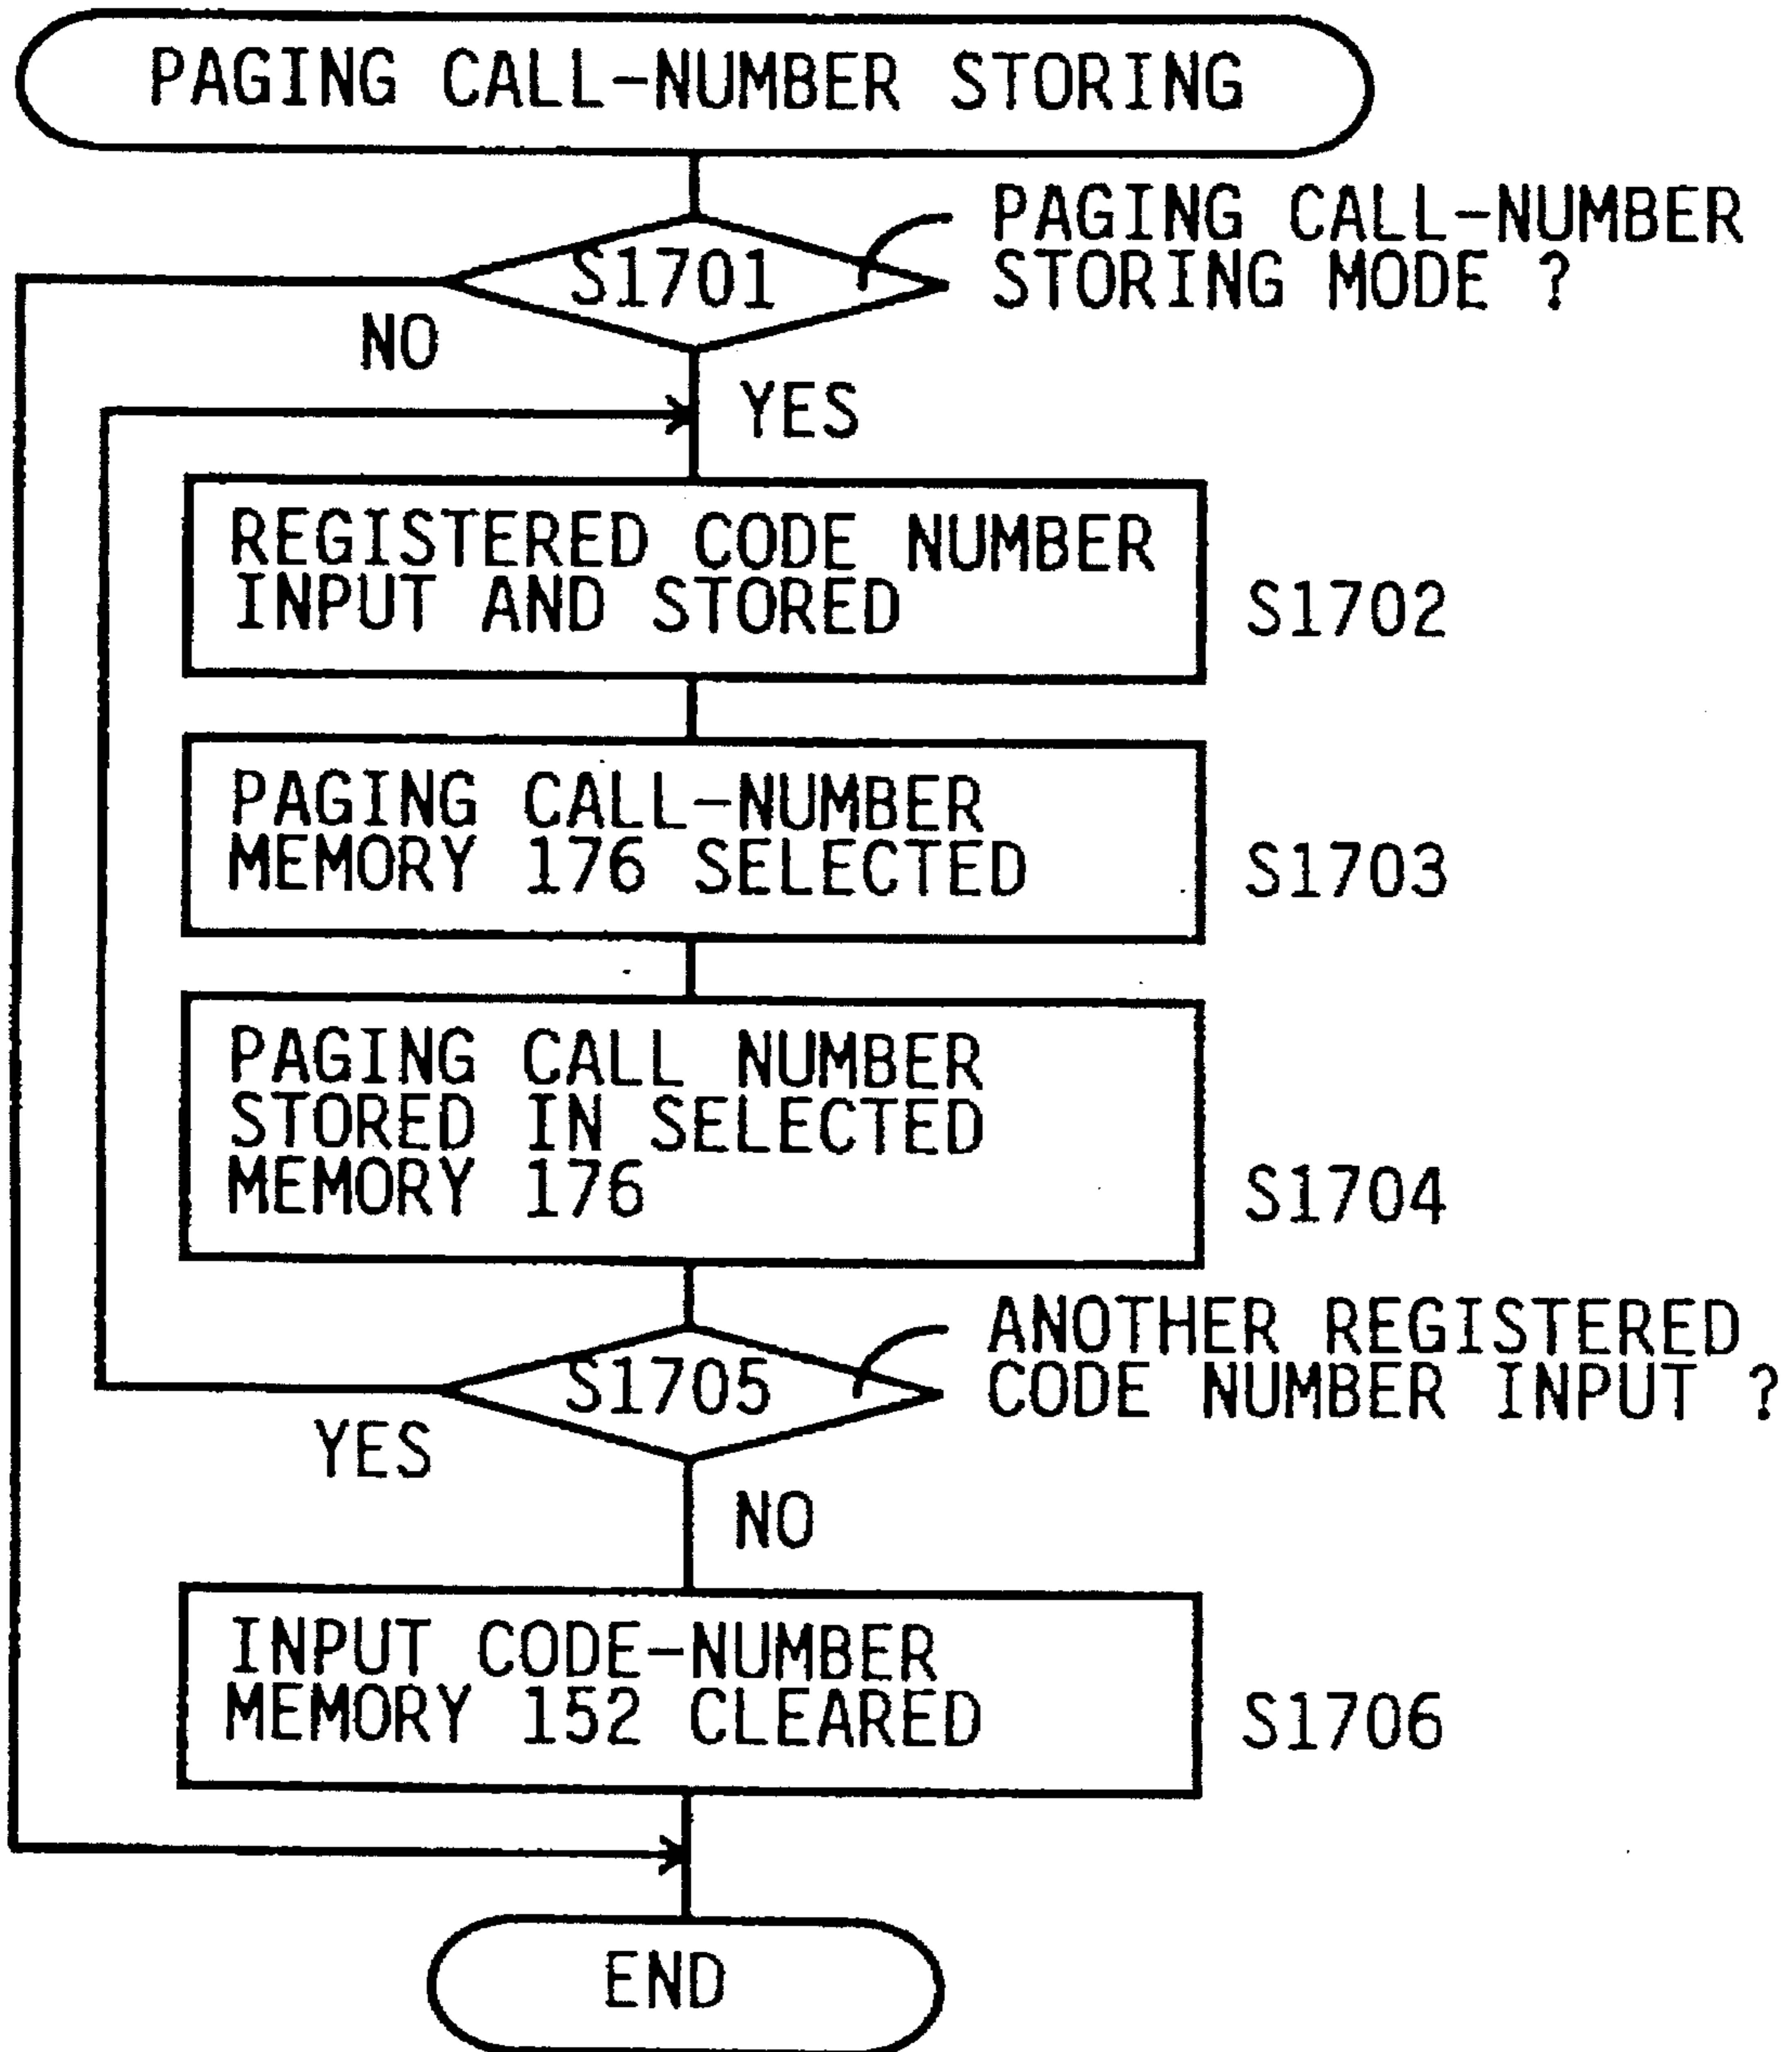 PAGING CALL-NUMBER STORING
PAGING CALL-NUMBER
STORING MODE ?
S1701
NO
YES
REGISTERED CODE NUMBER
INPUT AND STORED
S1702
PAGING CALL-NUMBER
MEMORY 176 SELECTED
S1703
PAGING CALL NUMBER
STORED IN SELECTED
MEMORY 176
S1704
ANOTHER REGISTERED
CODE NUMBER INPUT ?
S1705
YES
NO
INPUT CODE-NUMBER
MEMORY 152 CLEARED
S1706
END